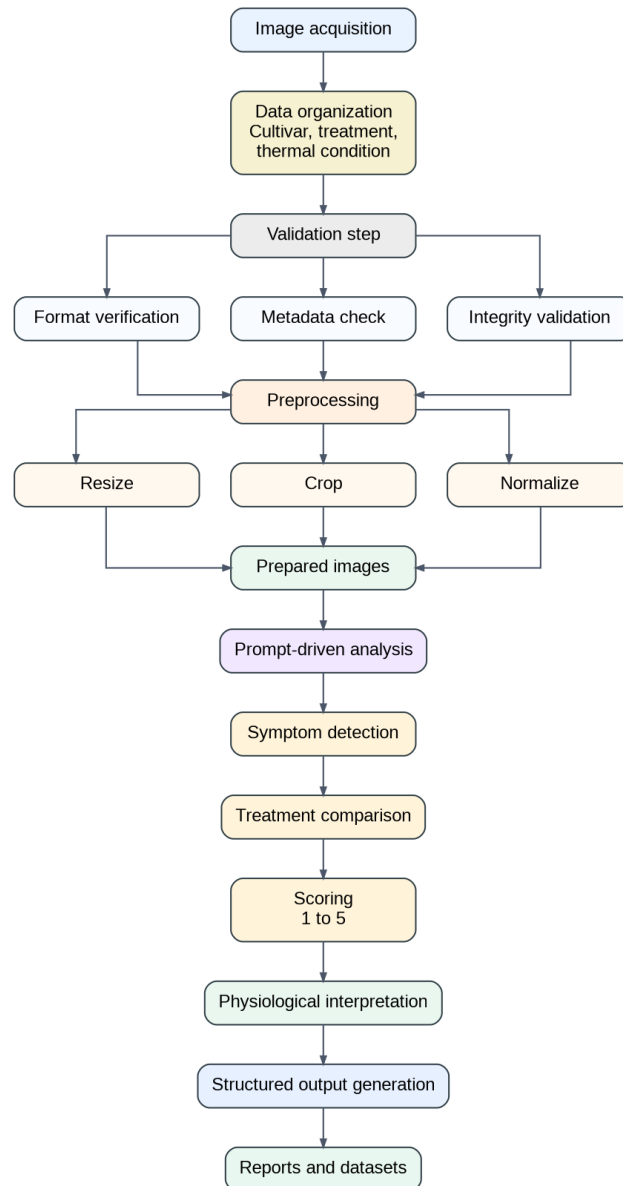 Image acquisition
Data organization
Cultivar, treatment,
thermal condition
Validation step
Format verification
Metadata check
Integrity validation
Preprocessing
Resize
Crop
Normalize
Prepared images
Prompt-driven analysis
Symptom detection
Treatment comparison
Scoring
1 to 5
Physiological interpretation
Structured output generation
Reports and datasets